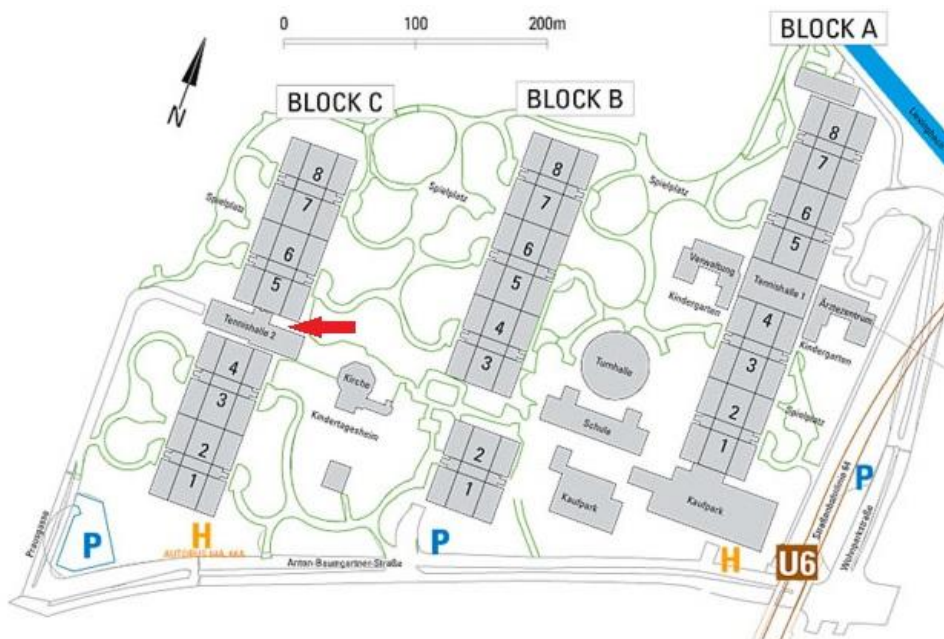 0 100 200m
BLOCK A
BLOCK B
BLOCK C
N
8
7
6
5
Tennishalle 2
4
3
2
1
8
7
6
5
4
3
2
1
8
7
6
5
Tennishalle 1
4
3
2
1
Spielplatz
Spielplatz
Spielplatz
Spielplatz
Verwaltung
Kindergarten
Ärztezentrum
Kindergarten
Turnhalle
Schule
Kaufpark
Kaufpark
Kirche
Kindertagesheim
P
H
P
H
U6
P
Anton-Baumgartner-Straße
Straßenbahnlinie 64
Wohnparkstraße